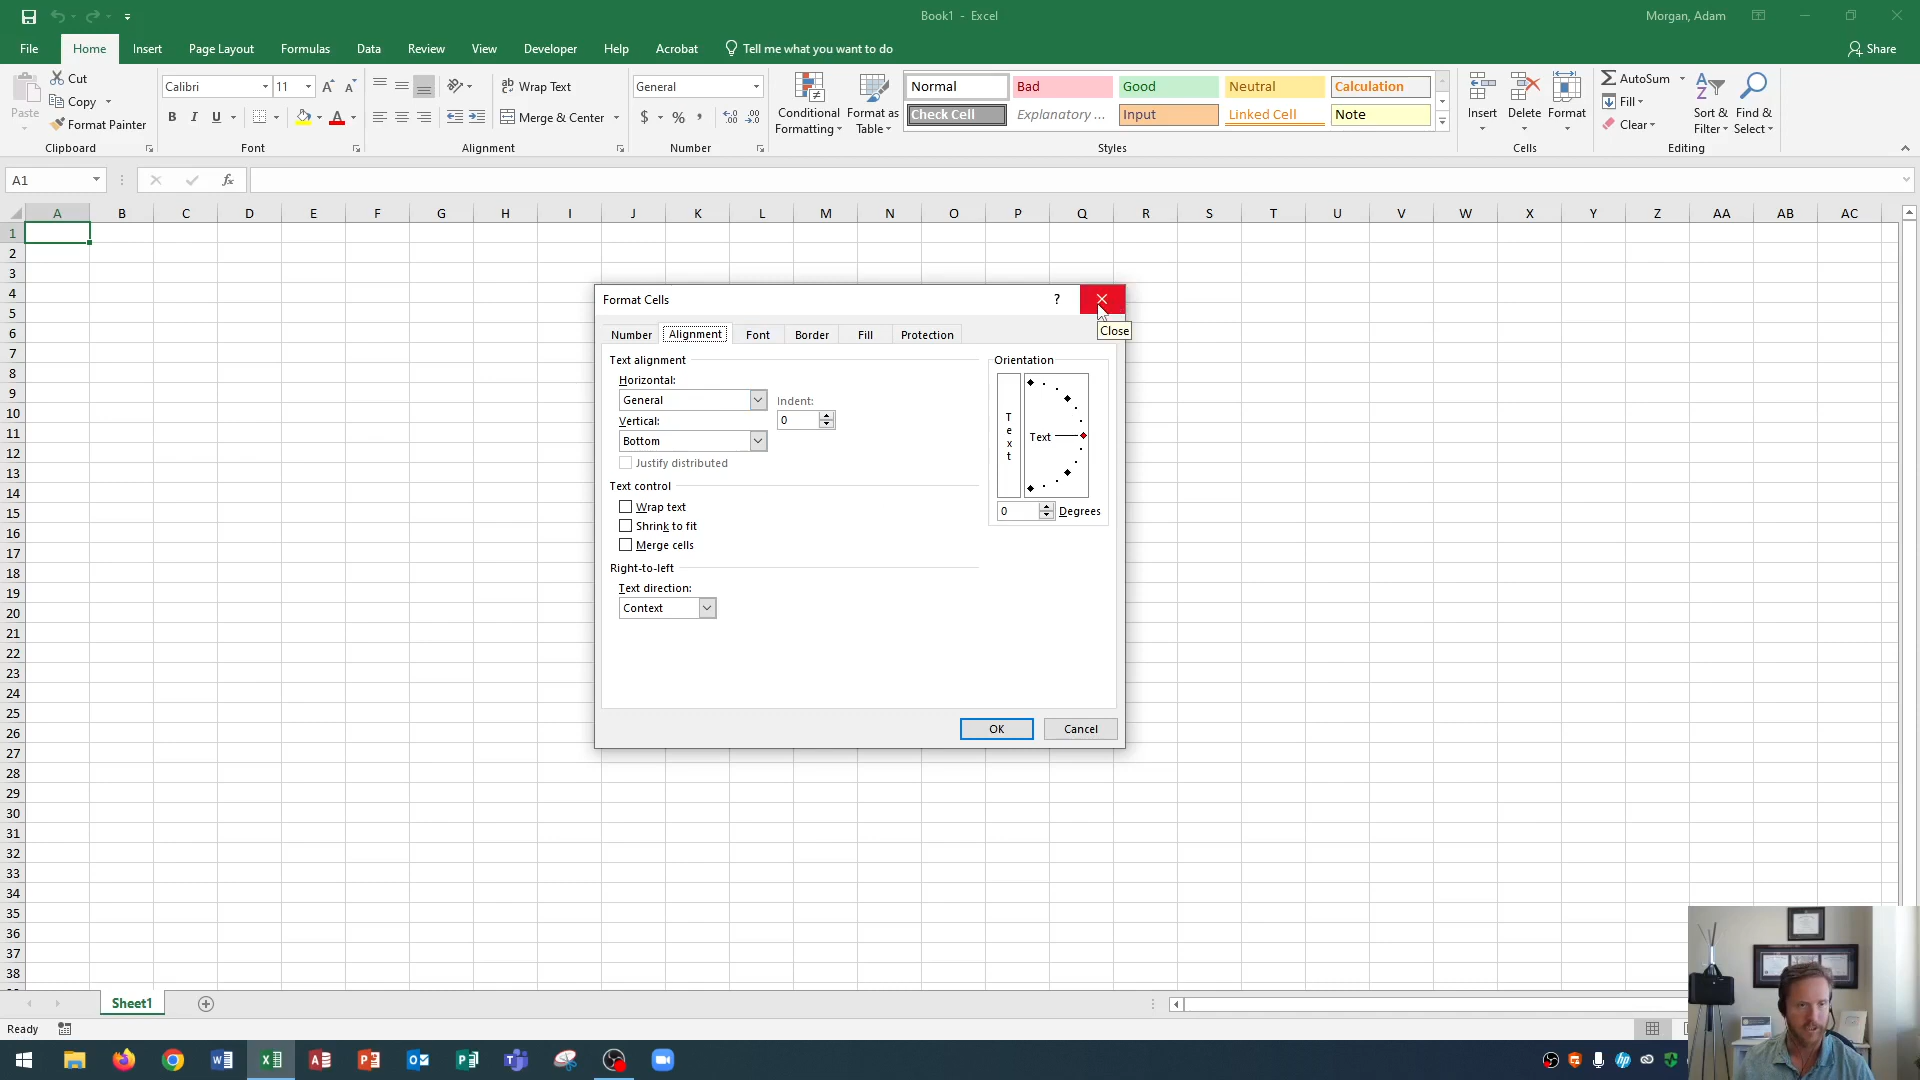 Book1 - Excel
Morgan, Adam
File Home Insert Page Layout Formulas Data Review View Developer Help Acrobat Tell me what you want to do Share
Paste
Cut
Copy
Format Painter
Clipboard
Calibri 11
B I U
Font
Wrap Text
Merge & Center
Alignment
General
$ % ,
Number
Conditional Formatting
Format as Table
Normal Bad Good Neutral Calculation
Check Cell Explanatory ... Input Linked Cell Note
Styles
Insert Delete Format
Cells
AutoSum
Fill
Clear
Sort & Filter
Find & Select
Editing
A1
fx
A B C D E F G H I J K L M N O P Q R S T U V W X Y Z AA AB AC
1
2
3
4
5
6
7
8
9
10
11
12
13
14
15
16
17
18
19
20
21
22
23
24
25
26
27
28
29
30
31
32
33
34
35
36
37
38
Format Cells
?
Close
Number Alignment Font Border Fill Protection
Text alignment
Horizontal:
General
Indent:
0
Vertical:
Bottom
Justify distributed
Text control
Wrap text
Shrink to fit
Merge cells
Right-to-left
Text direction:
Context
Orientation
Text
Text
0 Degrees
OK Cancel
Sheet1
Ready